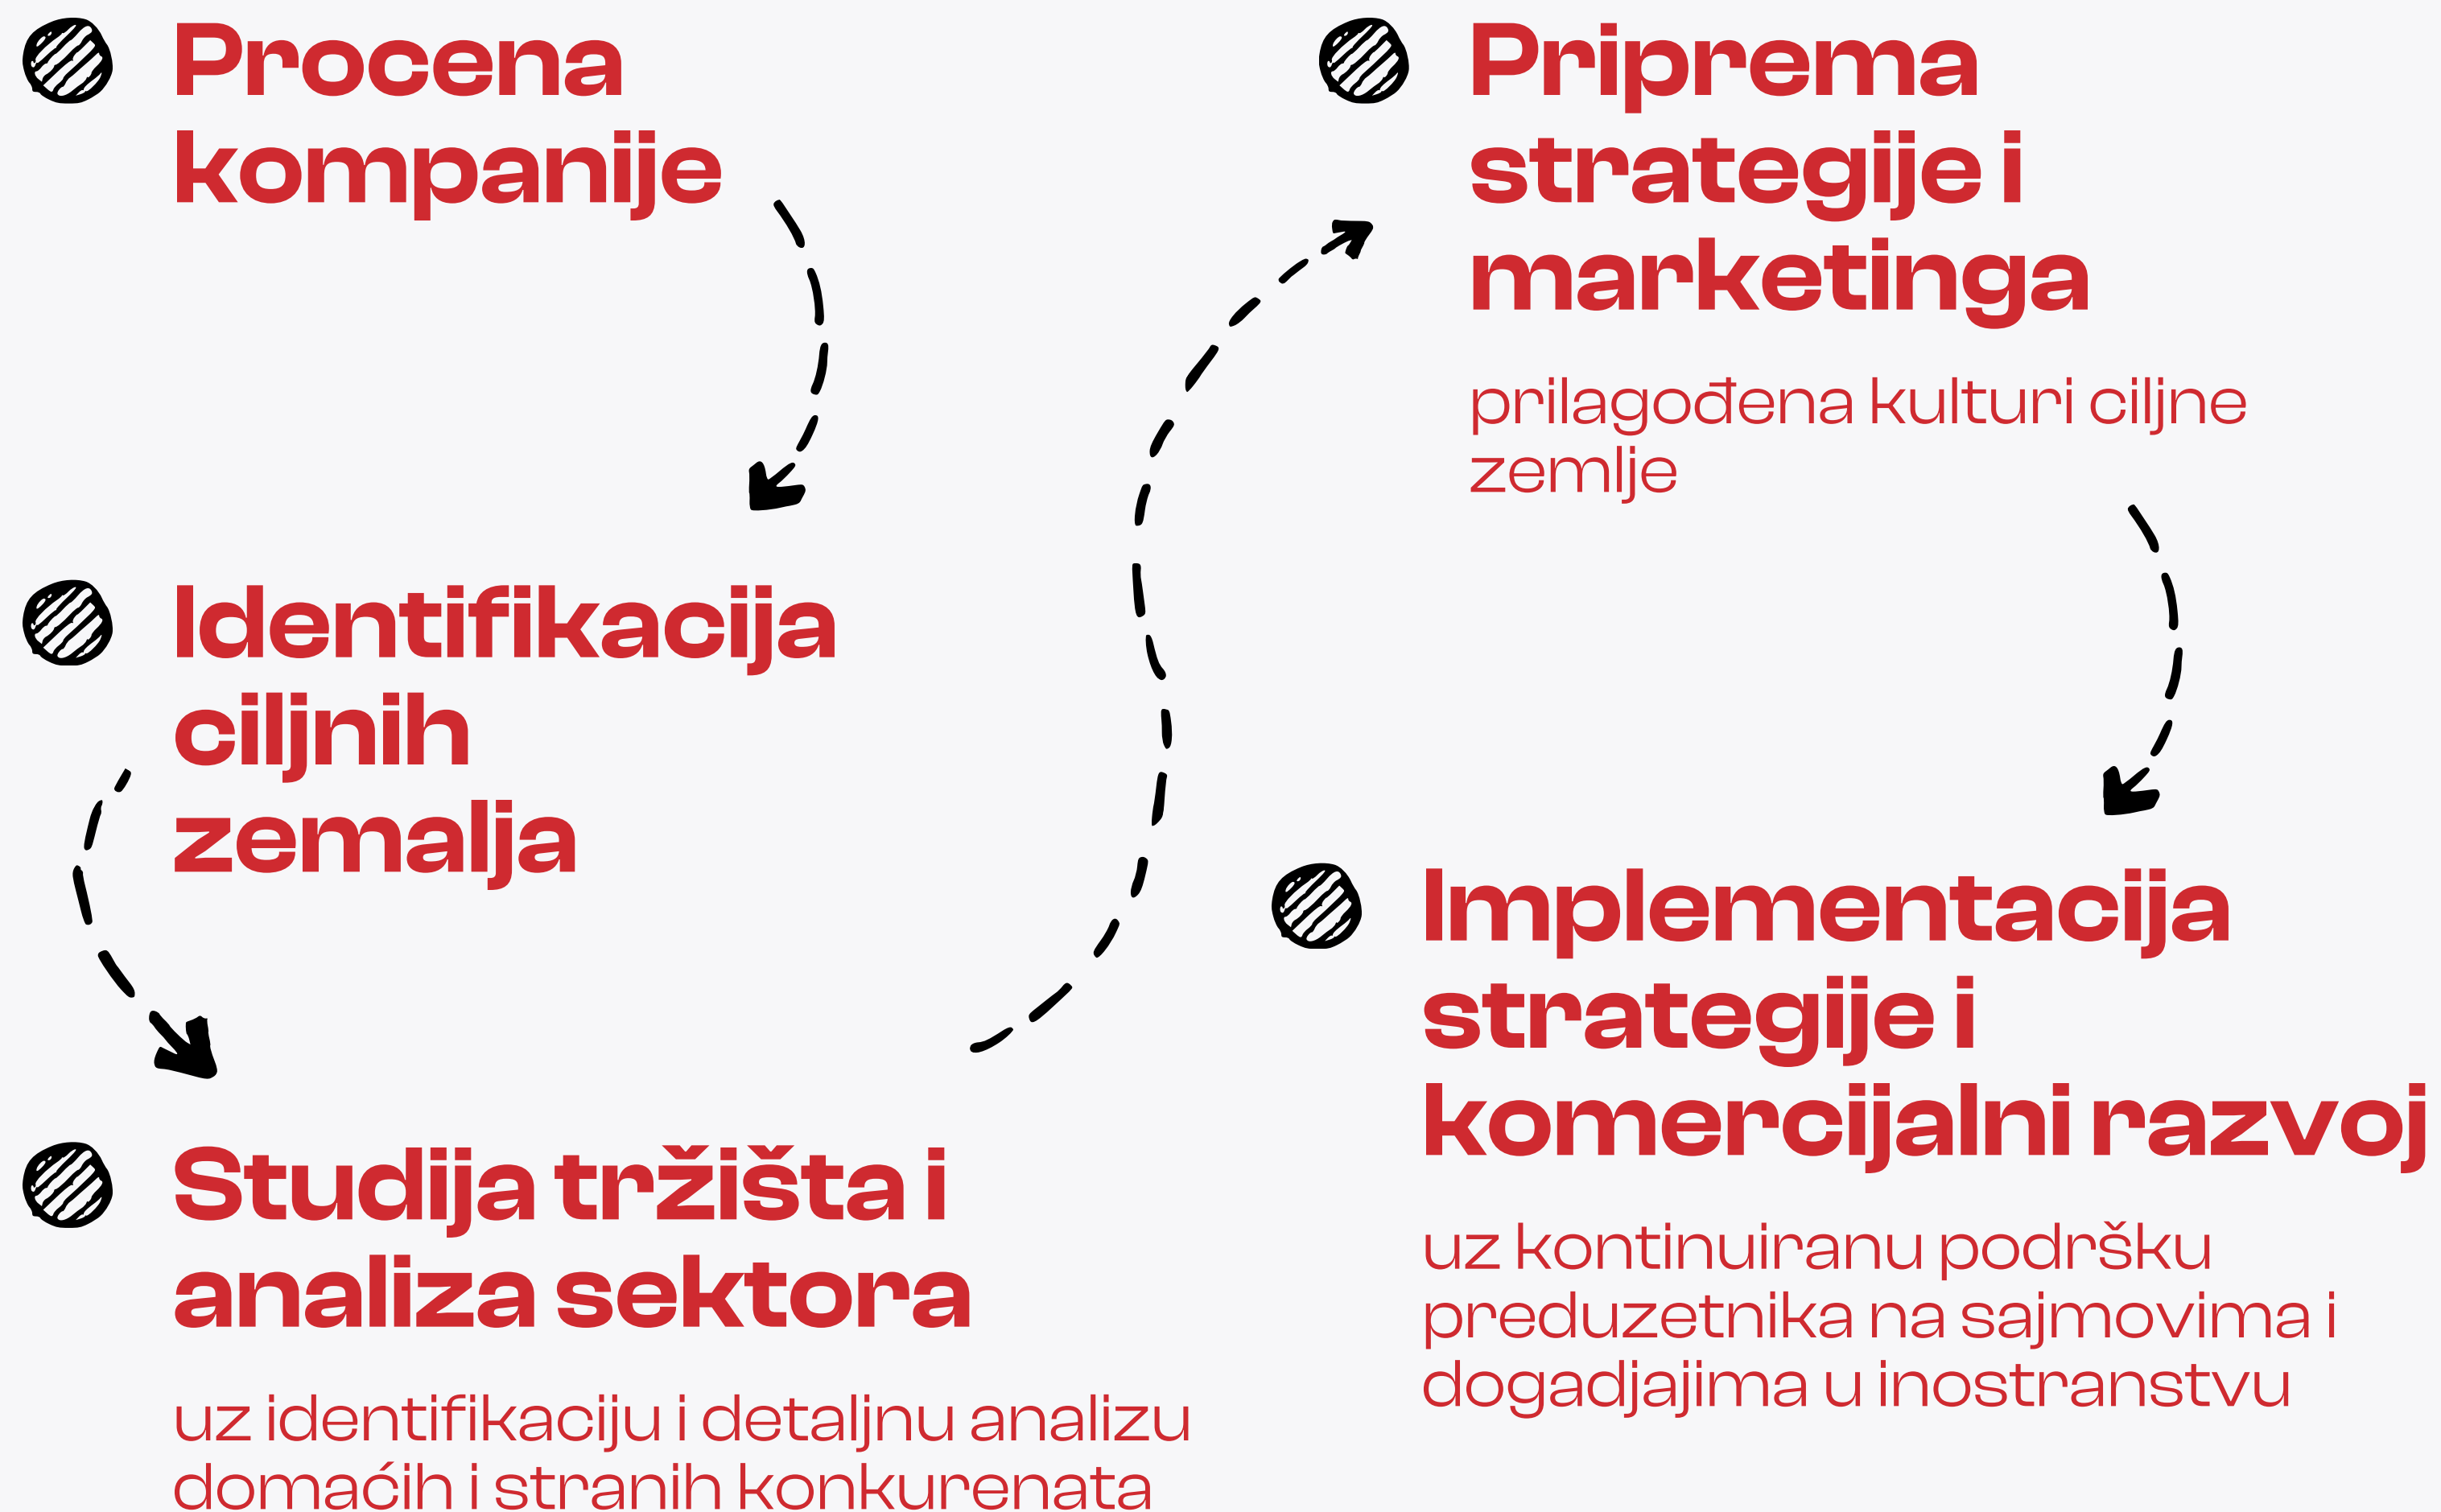 Procena
kompanije
Identifikacija
ciljnih
zemalja
Studija tržišta i
analiza sektora
uz identifikaciju i detaljnu analizu
domaćih i stranih konkurenata
Priprema
strategije i
marketinga
prilagođena kulturi ciljne
zemlje
Implementacija
strategije i
komercijalni razvoj
uz kontinuiranu podršku
preduzetnika na sajmovima i
dogadjajima u inostranstvu